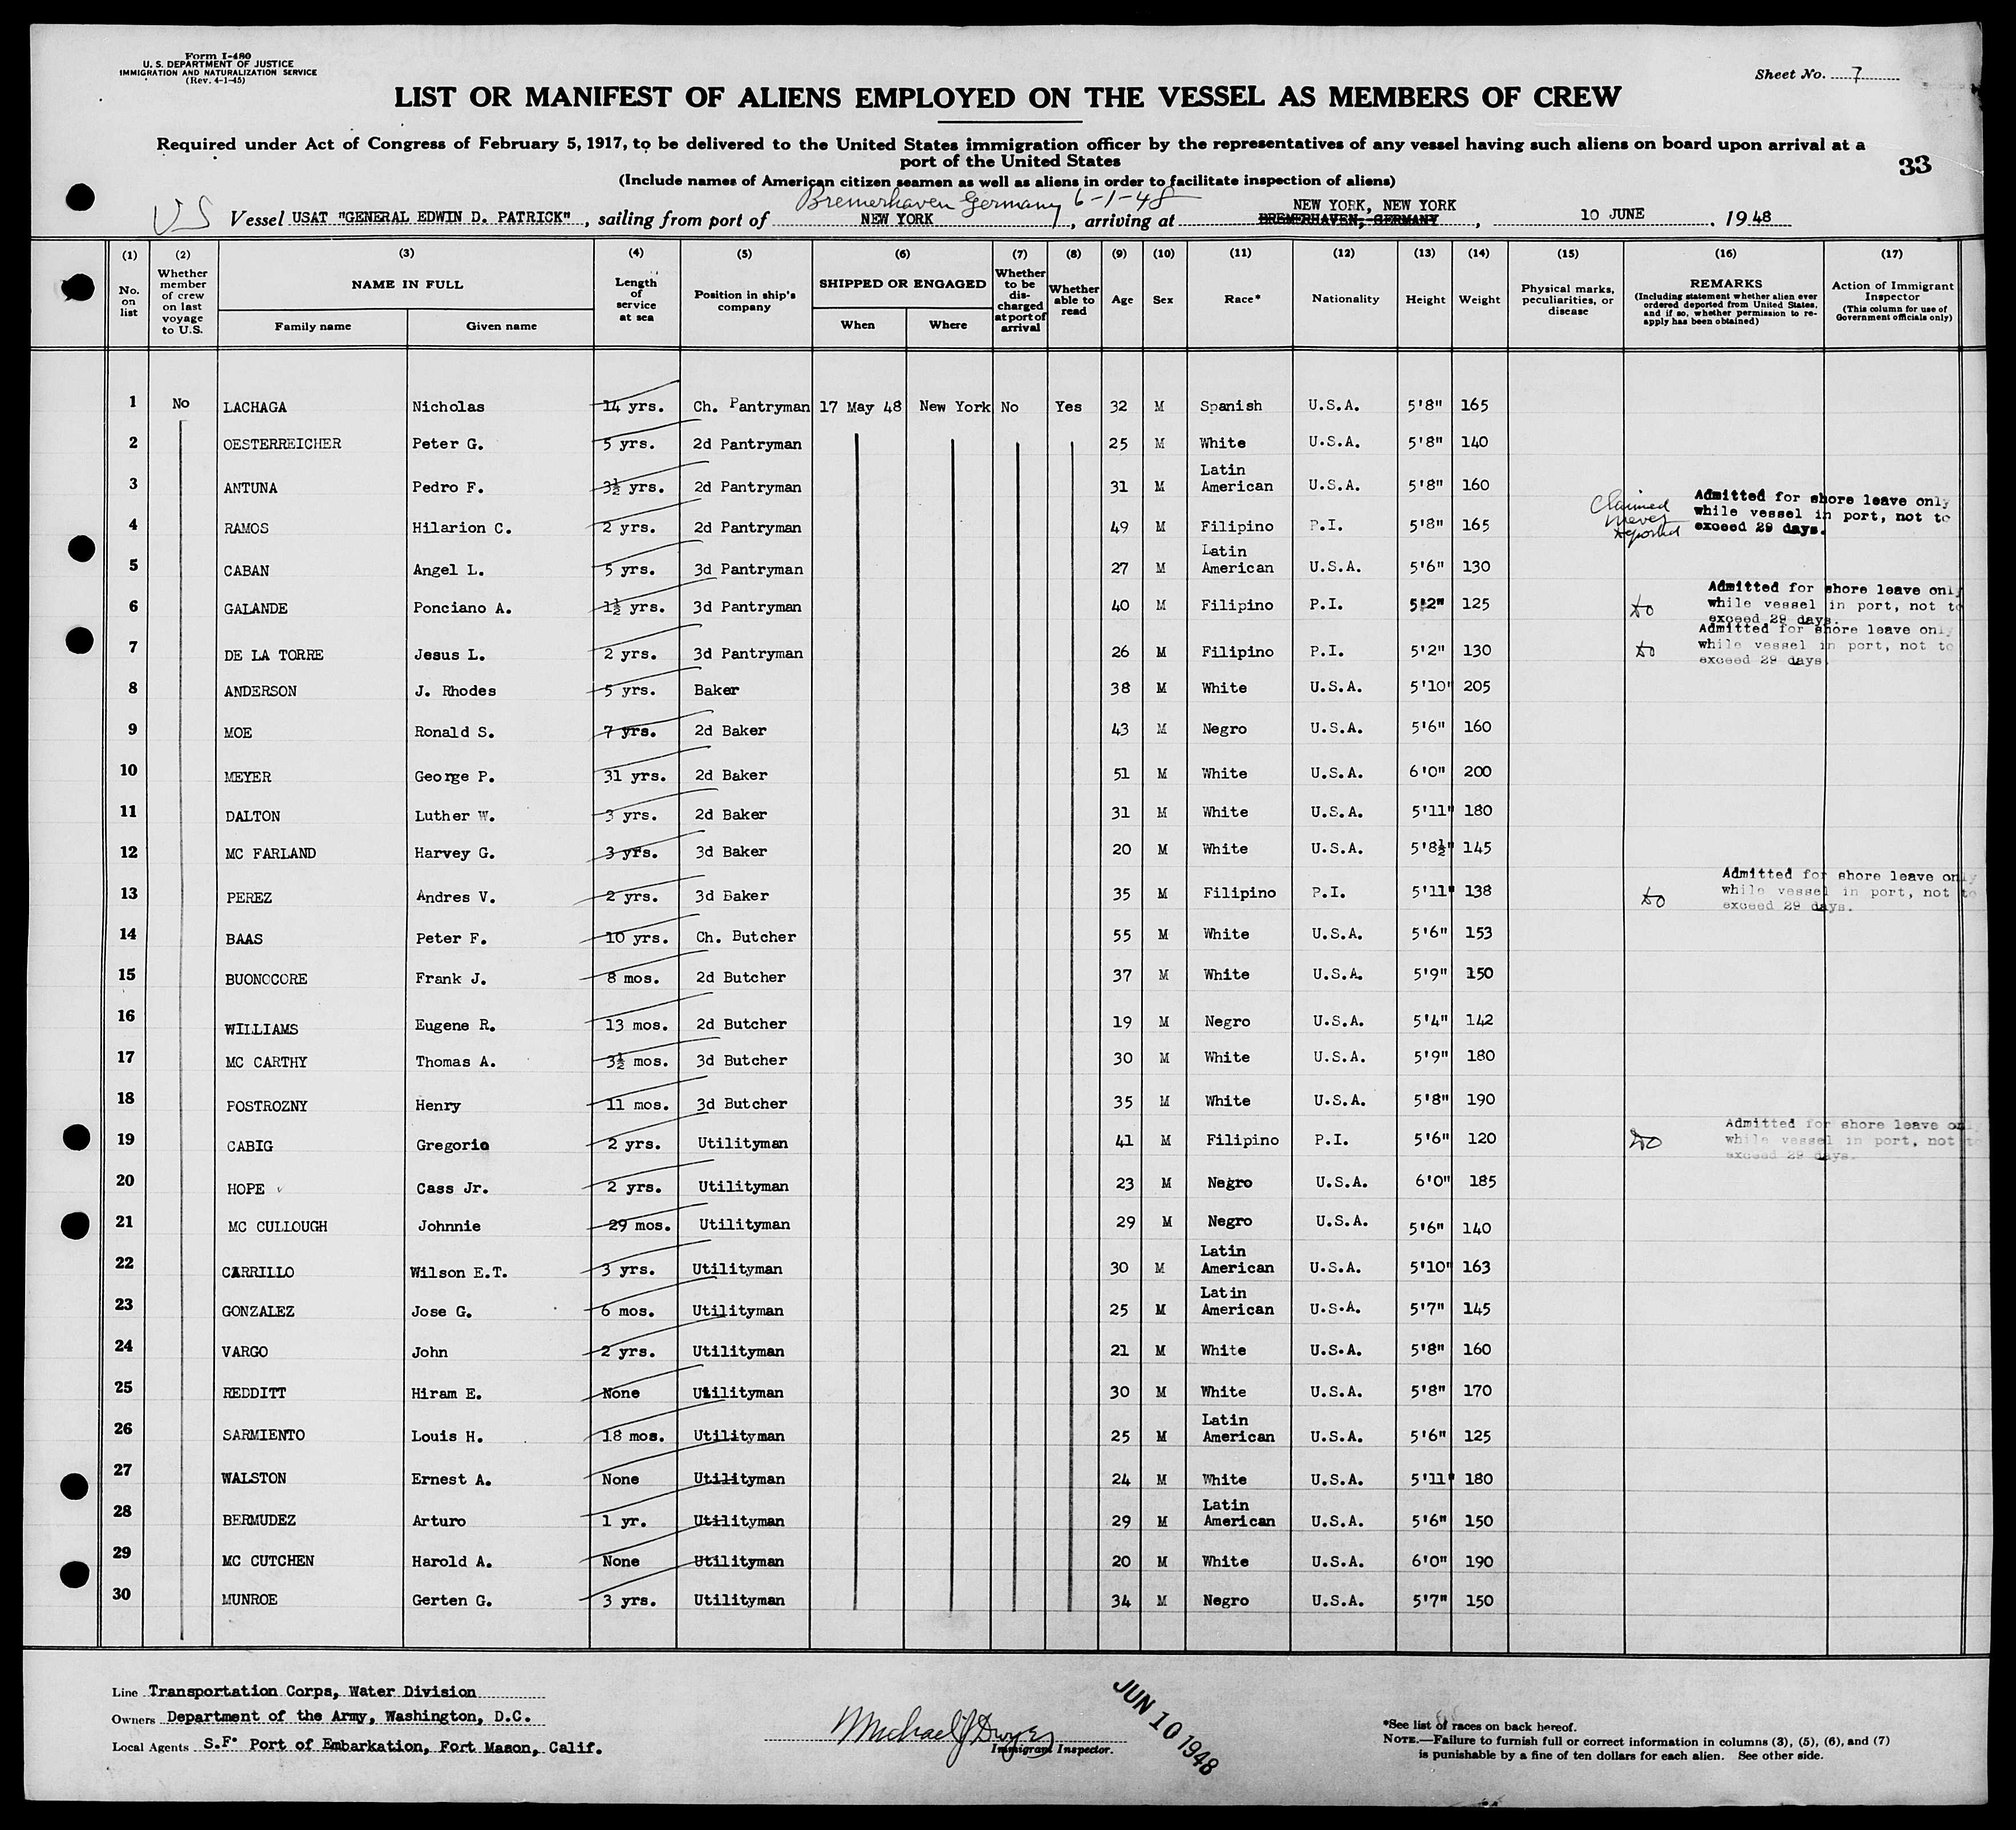 Form I-480
U. S. DEPARTMENT OF JUSTICE
IMMIGRATION AND NATURALIZATION SERVICE
(Rev. 4-1-45)
Sheet No. 7
LIST OR MANIFEST OF ALIENS EMPLOYED ON THE VESSEL AS MEMBERS OF CREW
Required under Act of Congress of February 5, 1917, to be delivered to the United States immigration officer by the representatives of any vessel having such aliens on board upon arrival at a
port of the United States
33
(Include names of American citizen seamen as well as aliens in order to facilitate inspection of aliens)
Bremerhaven Germany 6-1-48
NEW YORK, NEW YORK
US Vessel USAT "GENERAL EDWIN D. PATRICK", sailing from port of NEW YORK, arriving at BREMERHAVEN, GERMANY, 10 JUNE, 1948
(1) No. on list
(2) Whether member of crew on last voyage to U.S.
(3) NAME IN FULL
Family name
Given name
(4) Length of service at sea
(5) Position in ship's company
(6) SHIPPED OR ENGAGED
When
Where
(7) Whether to be discharged at port of arrival
(8) Whether able to read
(9) Age
(10) Sex
(11) Race*
(12) Nationality
(13) Height
(14) Weight
(15) Physical marks, peculiarities, or disease
(16) REMARKS (Including statement whether alien ever ordered deported from United States, and if so, whether permission to re-apply has been obtained)
(17) Action of Immigrant Inspector (This column for use of Government officials only)
1 No LACHAGA Nicholas 14 yrs. Ch. Pantryman 17 May 48 New York No Yes 32 M Spanish U.S.A. 5'8" 165
2 OESTERREICHER Peter G. 5 yrs. 2d Pantryman 25 M White U.S.A. 5'8" 140
3 ANTUNA Pedro F. 3½ yrs. 2d Pantryman 31 M Latin American U.S.A. 5'8" 160
4 RAMOS Hilarion C. 2 yrs. 2d Pantryman 49 M Filipino P.I. 5'8" 165 Claimed never deported Admitted for shore leave only while vessel in port, not to exceed 29 days.
5 CABAN Angel L. 5 yrs. 3d Pantryman 27 M Latin American U.S.A. 5'6" 130
6 GALANDE Ponciano A. 1½ yrs. 3d Pantryman 40 M Filipino P.I. 5'2" 125 do Admitted for shore leave only while vessel in port, not to exceed 29 days.
7 DE LA TORRE Jesus L. 2 yrs. 3d Pantryman 26 M Filipino P.I. 5'2" 130 do Admitted for shore leave only while vessel in port, not to exceed 29 days
8 ANDERSON J. Rhodes 5 yrs. Baker 38 M White U.S.A. 5'10" 205
9 MOE Ronald S. 7 yrs. 2d Baker 43 M Negro U.S.A. 5'6" 160
10 MEYER George P. 31 yrs. 2d Baker 51 M White U.S.A. 6'0" 200
11 DALTON Luther W. 3 yrs. 2d Baker 31 M White U.S.A. 5'11" 180
12 MC FARLAND Harvey G. 3 yrs. 3d Baker 20 M White U.S.A. 5'8½" 145
13 PEREZ Andres V. 2 yrs. 3d Baker 35 M Filipino P.I. 5'11" 138 do Admitted for shore leave only while vessel in port, not to exceed 29 days.
14 BAAS Peter F. 10 yrs. Ch. Butcher 55 M White U.S.A. 5'6" 153
15 BUONOCORE Frank J. 8 mos. 2d Butcher 37 M White U.S.A. 5'9" 150
16 WILLIAMS Eugene R. 13 mos. 2d Butcher 19 M Negro U.S.A. 5'4" 142
17 MC CARTHY Thomas A. 3½ mos. 3d Butcher 30 M White U.S.A. 5'9" 180
18 POSTROZNY Henry 11 mos. 3d Butcher 35 M White U.S.A. 5'8" 190
19 CABIG Gregorio 2 yrs. Utilityman 41 M Filipino P.I. 5'6" 120 do Admitted for shore leave only while vessel in port, not to exceed 29 days.
20 HOPE Cass Jr. 2 yrs. Utilityman 23 M Negro U.S.A. 6'0" 185
21 MC CULLOUGH Johnnie 29 mos. Utilityman 29 M Negro U.S.A. 5'6" 140
22 CARRILLO Wilson E.T. 3 yrs. Utilityman 30 M Latin American U.S.A. 5'10" 163
23 GONZALEZ Jose G. 6 mos. Utilityman 25 M Latin American U.S.A. 5'7" 145
24 VARGO John 2 yrs. Utilityman 21 M White U.S.A. 5'8" 160
25 REDDITT Hiram E. None Utilityman 30 M White U.S.A. 5'8" 170
26 SARMIENTO Louis H. 18 mos. Utilityman 25 M Latin American U.S.A. 5'6" 125
27 WALSTON Ernest A. None Utilityman 24 M White U.S.A. 5'11" 180
28 BERMUDEZ Arturo 1 yr. Utilityman 29 M Latin American U.S.A. 5'6" 150
29 MC CUTCHEN Harold A. None Utilityman 20 M White U.S.A. 6'0" 190
30 MUNROE Gerten G. 3 yrs. Utilityman 34 M Negro U.S.A. 5'7" 150
Line Transportation Corps, Water Division
Owners Department of the Army, Washington, D.C.
Local Agents S.F. Port of Embarkation, Fort Mason, Calif.
Michael J Dwyer
Immigrant Inspector.
JUN 10 1948
*See list of races on back hereof.
NOTE.—Failure to furnish full or correct information in columns (3), (5), (6), and (7)
is punishable by a fine of ten dollars for each alien. See other side.